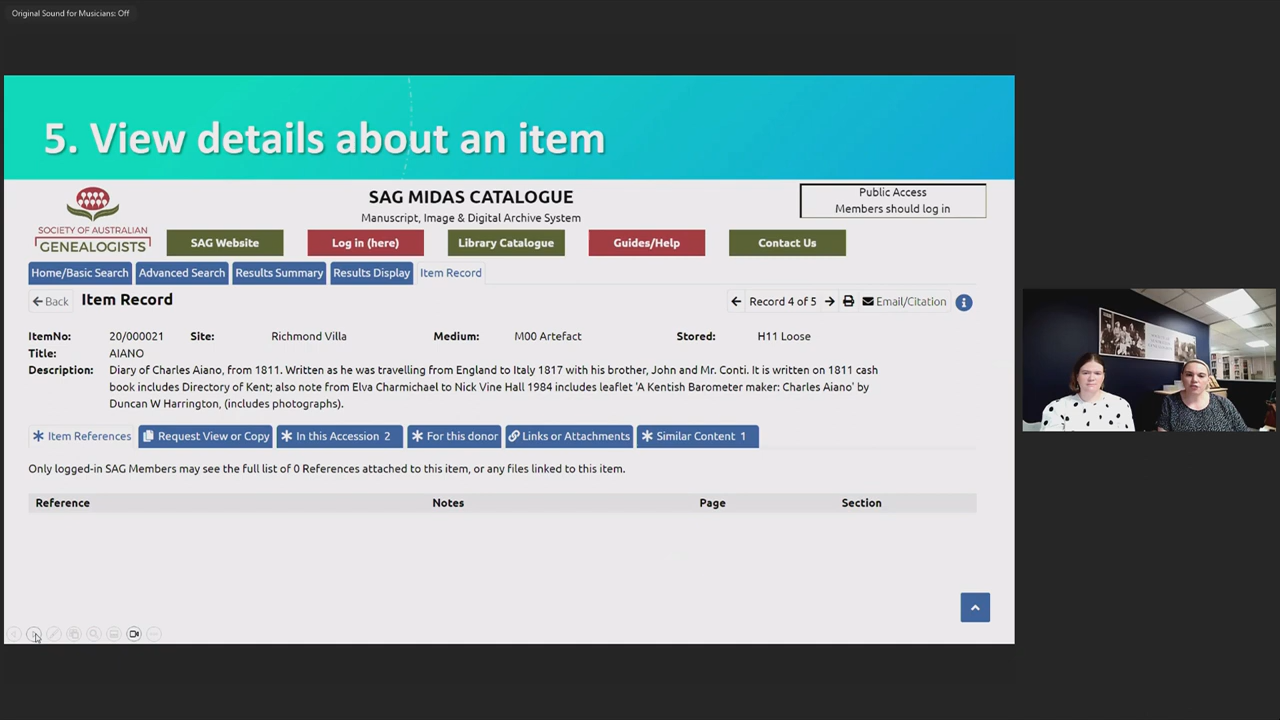 Original Sound for Musicians: Off
5. View details about an item
SOCIETY OF AUSTRALIAN
GENEALOGISTS
SAG MIDAS CATALOGUE
Manuscript, Image & Digital Archive System
Public Access
Members should log in
SAG Website
Log in (here)
Library Catalogue
Guides/Help
Contact Us
Home/Basic Search
Advanced Search
Results Summary
Results Display
Item Record
Back
Item Record
Record 4 of 5
Email/Citation
ItemNo: 20/000021 Site: Richmond Villa Medium: M00 Artefact Stored: H11 Loose
Title: AIANO
Description: Diary of Charles Aiano, from 1811. Written as he was travelling from England to Italy 1817 with his brother, John and Mr. Conti. It is written on 1811 cash
book includes Directory of Kent; also note from Elva Charmichael to Nick Vine Hall 1984 includes leaflet 'A Kentish Barometer maker: Charles Aiano' by
Duncan W Harrington, (includes photographs).
Item References
Request View or Copy
In this Accession 2
For this donor
Links or Attachments
Similar Content 1
Only logged-in SAG Members may see the full list of 0 References attached to this item, or any files linked to this item.
Reference Notes Page Section